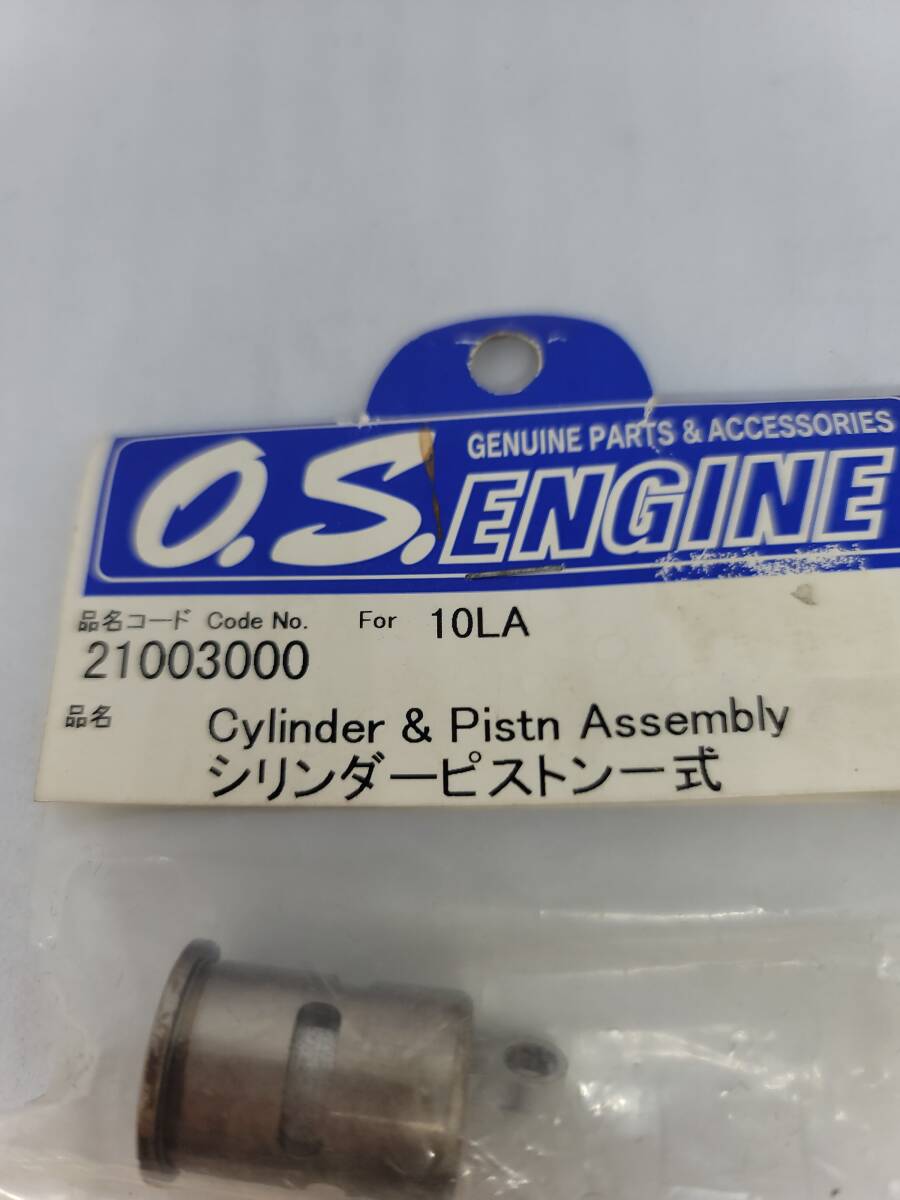 GENUINE PARTS & ACCESSORIES
O.S. ENGINE
品名コード Code No. For 10LA
21003000
品名 Cylinder & Pistn Assembly
シリンダーピストン一式